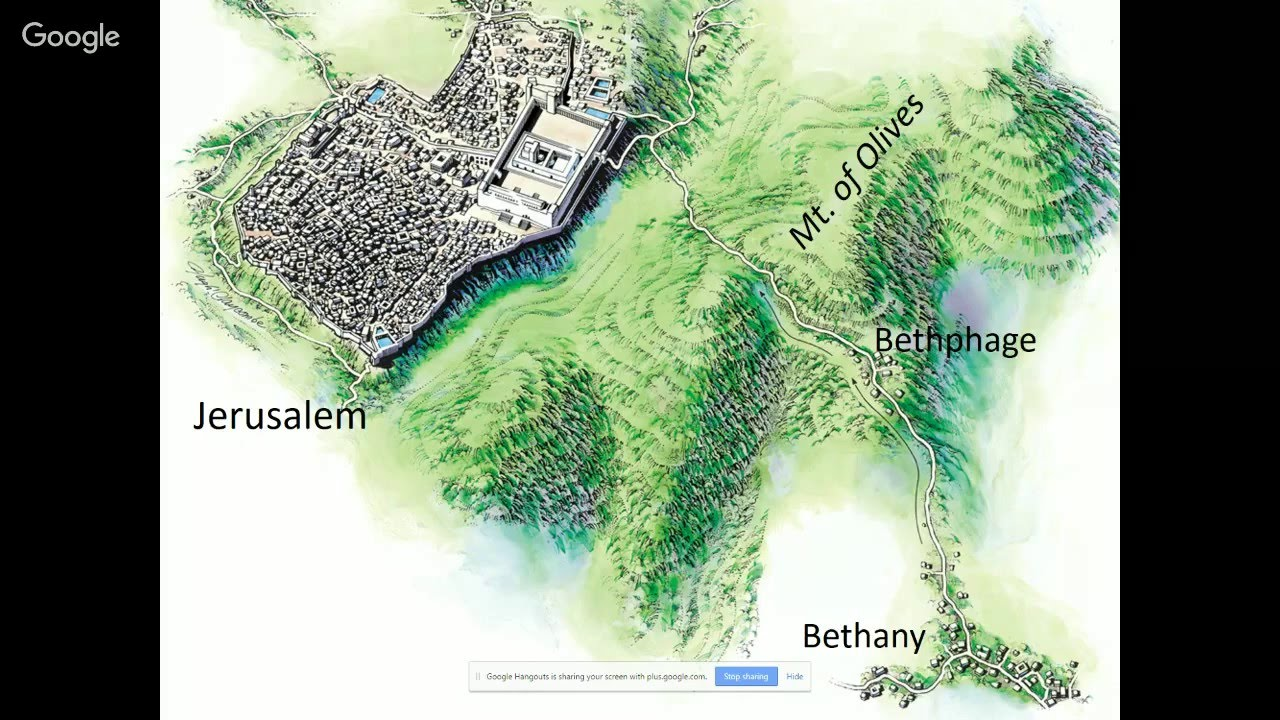 Google
Mt. of Olives
Bethphage
Jerusalem
Bethany
Google Hangouts is sharing your screen with plus.google.com.
Stop sharing
Hide